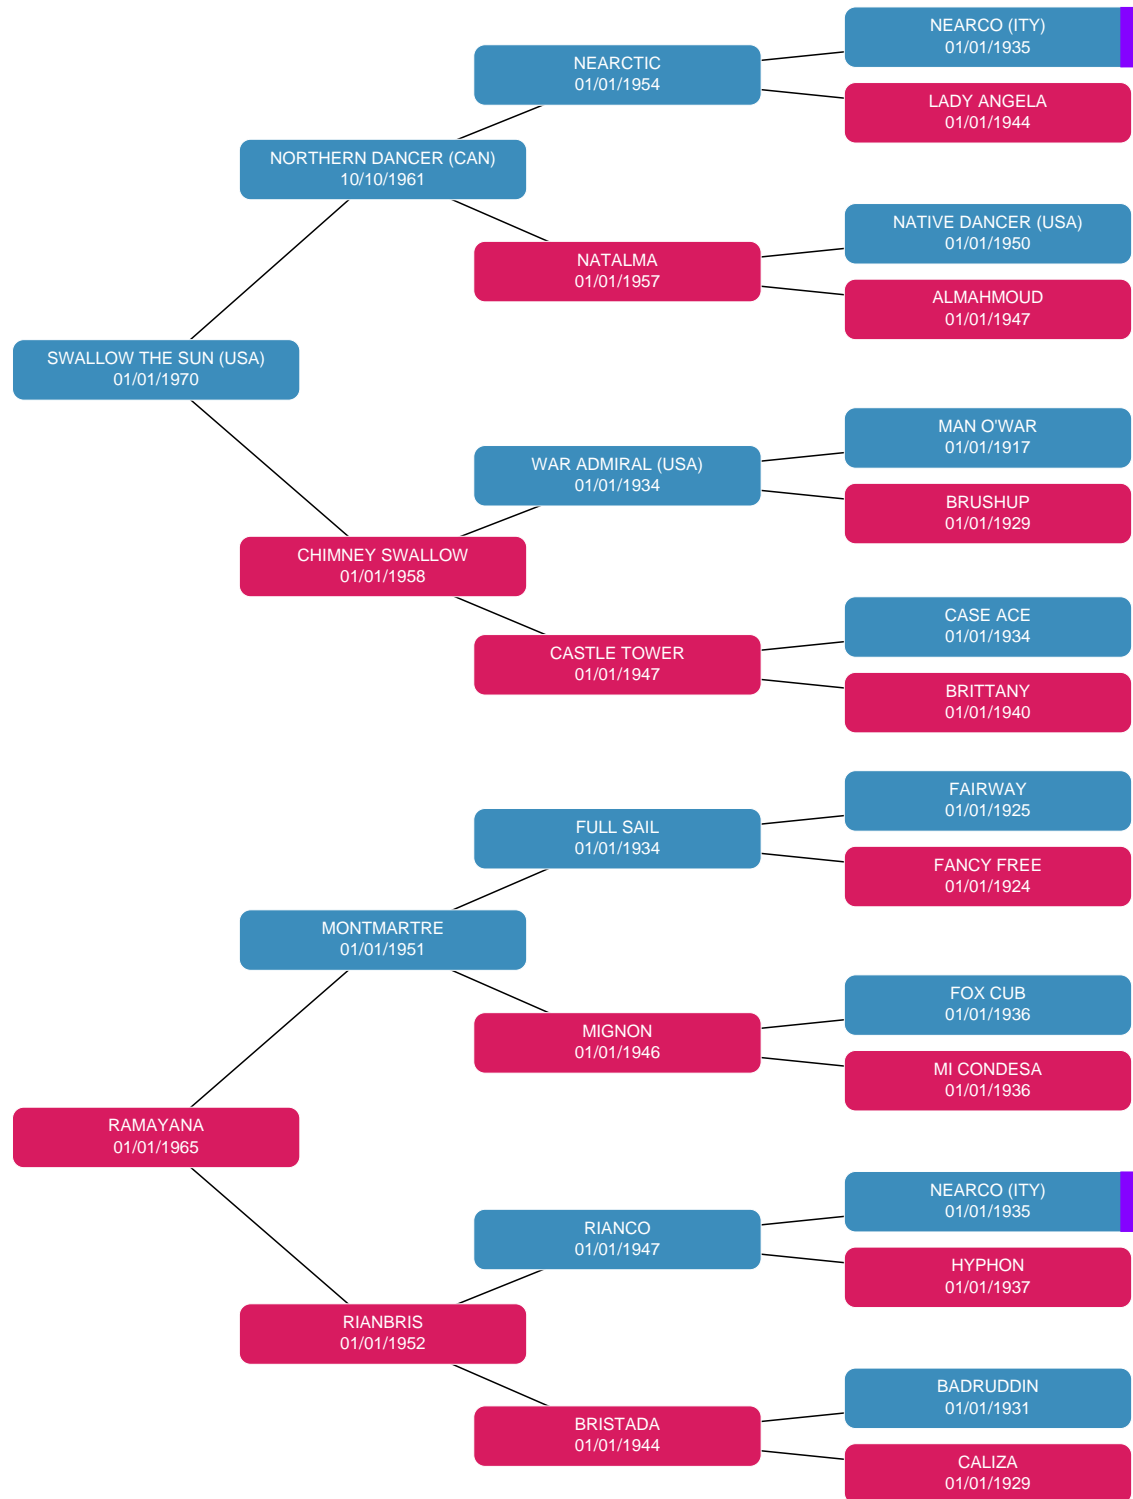 NEARCO (ITY)
01/01/1935
NEARCTIC
01/01/1954
LADY ANGELA
01/01/1944
NORTHERN DANCER (CAN)
10/10/1961
NATIVE DANCER (USA)
01/01/1950
NATALMA
01/01/1957
ALMAHMOUD
01/01/1947
SWALLOW THE SUN (USA)
01/01/1970
MAN O'WAR
01/01/1917
WAR ADMIRAL (USA)
01/01/1934
BRUSHUP
01/01/1929
CHIMNEY SWALLOW
01/01/1958
CASE ACE
01/01/1934
CASTLE TOWER
01/01/1947
BRITTANY
01/01/1940
FAIRWAY
01/01/1925
FULL SAIL
01/01/1934
FANCY FREE
01/01/1924
MONTMARTRE
01/01/1951
FOX CUB
01/01/1936
MIGNON
01/01/1946
MI CONDESA
01/01/1936
RAMAYANA
01/01/1965
NEARCO (ITY)
01/01/1935
RIANCO
01/01/1947
HYPHON
01/01/1937
RIANBRIS
01/01/1952
BADRUDDIN
01/01/1931
BRISTADA
01/01/1944
CALIZA
01/01/1929